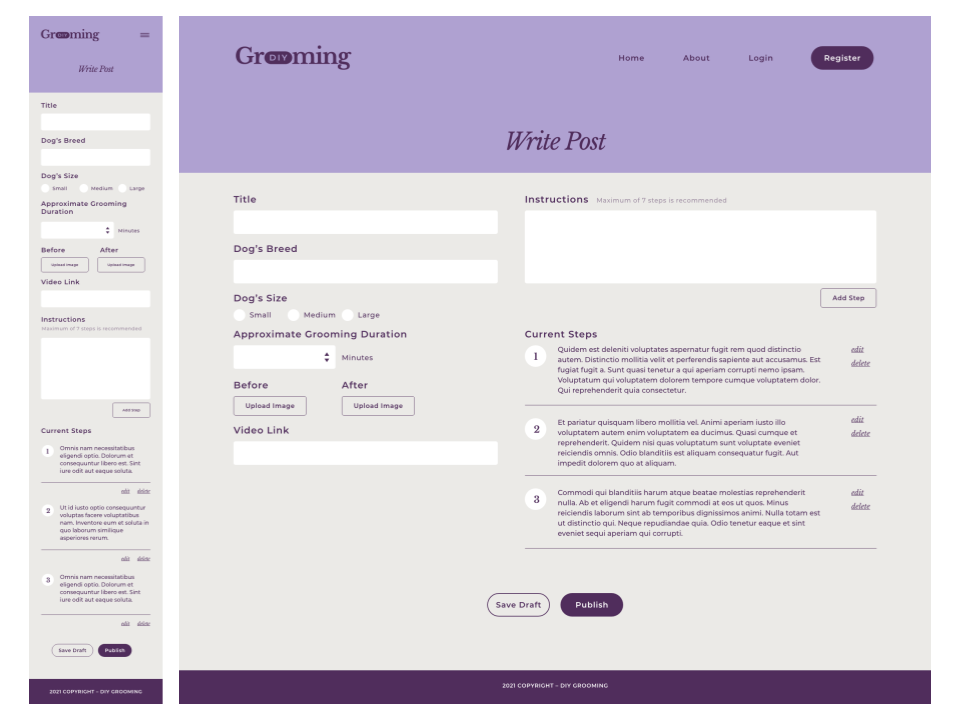 GrDIYming
Write Post
Title
Dog's Breed
Dog's Size
Small Medium Large
Approximate Grooming
Duration
Minutes
Before After
Upload Image Upload Image
Video Link
Instructions
Maximum of 7 steps is recommended
Add Step
Current Steps
1 Omnis nam necessitatibus
eligendi optio. Dolorum et
consequuntur libero est. Sint
iure odit aut eaque soluta.
edit delete
2 Ut id iusto optio consequuntur
voluptas facere voluptatibus
nam. Inventore eum et soluta in
quo laborum similique
asperiores rerum.
edit delete
3 Omnis nam necessitatibus
eligendi optio. Dolorum et
consequuntur libero est. Sint
iure odit aut eaque soluta.
edit delete
Save Draft Publish
2021 COPYRIGHT – DIY GROOMING
GrDIYming
Home About Login Register
Write Post
Title
Dog's Breed
Dog's Size
Small Medium Large
Approximate Grooming Duration
Minutes
Before After
Upload Image Upload Image
Video Link
Instructions Maximum of 7 steps is recommended
Add Step
Current Steps
1 Quidem est deleniti voluptates aspernatur fugit rem quod distinctio
autem. Distinctio mollitia velit et perferendis sapiente aut accusamus. Est
fugiat fugit a. Sunt quasi tenetur a qui aperiam corrupti nemo ipsam.
Voluptatum qui voluptatem dolorem tempore cumque voluptatem dolor.
Qui reprehenderit quia consectetur.
edit
delete
2 Et pariatur quisquam libero mollitia vel. Animi aperiam iusto illo
voluptatem autem enim voluptatem ea ducimus. Quasi cumque et
reprehenderit. Quidem nisi quas voluptatum sunt voluptate eveniet
reiciendis omnis. Odio blanditiis est aliquam consequatur fugit. Aut
impedit dolorem quo at aliquam.
edit
delete
3 Commodi qui blanditiis harum atque beatae molestias reprehenderit
nulla. Ab et eligendi harum fugit commodi at eos ut quos. Minus
reiciendis laborum sint ab temporibus dignissimos animi. Nulla totam est
ut distinctio qui. Neque repudiandae quia. Odio tenetur eaque et sint
eveniet sequi aperiam qui corrupti.
edit
delete
Save Draft Publish
2021 COPYRIGHT – DIY GROOMING